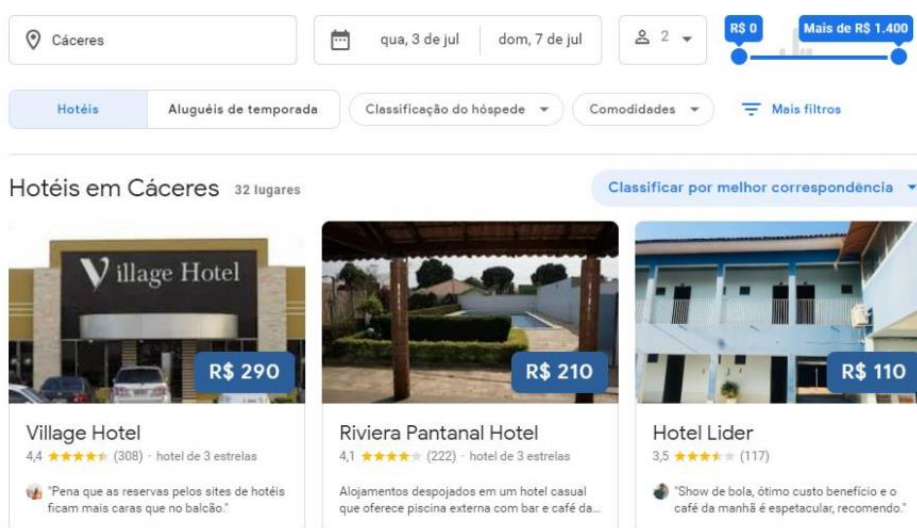 Cáceres
qua, 3 de jul
dom, 7 de jul
2
R$ 0
Mais de R$ 1.400
Hotéis
Aluguéis de temporada
Classificação do hóspede
Comodidades
Mais filtros
Hotéis em Cáceres 32 lugares
Classificar por melhor correspondência
Village Hotel
R$ 290
R$ 210
R$ 110
Village Hotel
4,4 (308) · hotel de 3 estrelas
"Pena que as reservas pelos sites de hotéis
ficam mais caras que no balcão."
Riviera Pantanal Hotel
4,1 (222) · hotel de 3 estrelas
Alojamentos despojados em um hotel casual
que oferece piscina externa com bar e café da...
Hotel Lider
3,5 (117)
"Show de bola, ótimo custo benefício e o
café da manhã é espetacular, recomendo."